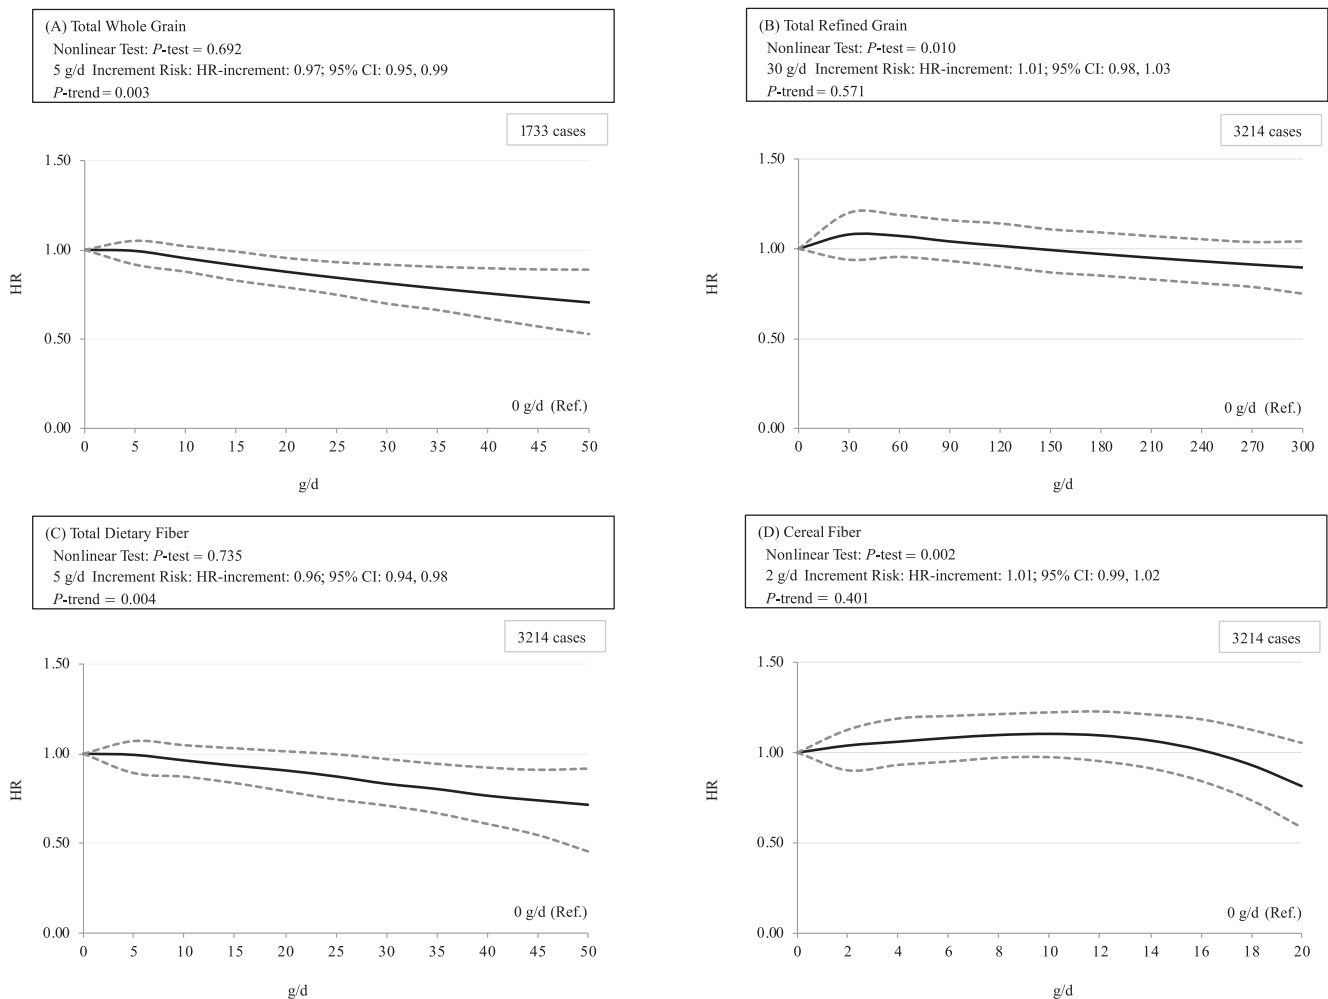 (A) Total Whole Grain
Nonlinear Test: P-test = 0.692
5 g/d Increment Risk: HR-increment: 0.97; 95% CI: 0.95, 0.99
P-trend = 0.003
1733 cases
1.50
1.00
0.50
0.00
HR
0 g/d (Ref.)
0 5 10 15 20 25 30 35 40 45 50
g/d
(B) Total Refined Grain
Nonlinear Test: P-test = 0.010
30 g/d Increment Risk: HR-increment: 1.01; 95% CI: 0.98, 1.03
P-trend = 0.571
3214 cases
1.50
1.00
0.50
0.00
HR
0 g/d (Ref.)
0 30 60 90 120 150 180 210 240 270 300
g/d
(C) Total Dietary Fiber
Nonlinear Test: P-test = 0.735
5 g/d Increment Risk: HR-increment: 0.96; 95% CI: 0.94, 0.98
P-trend = 0.004
3214 cases
1.50
1.00
0.50
0.00
HR
0 g/d (Ref.)
0 5 10 15 20 25 30 35 40 45 50
g/d
(D) Cereal Fiber
Nonlinear Test: P-test = 0.002
2 g/d Increment Risk: HR-increment: 1.01; 95% CI: 0.99, 1.02
P-trend = 0.401
3214 cases
1.50
1.00
0.50
0.00
HR
0 g/d (Ref.)
0 2 4 6 8 10 12 14 16 18 20
g/d